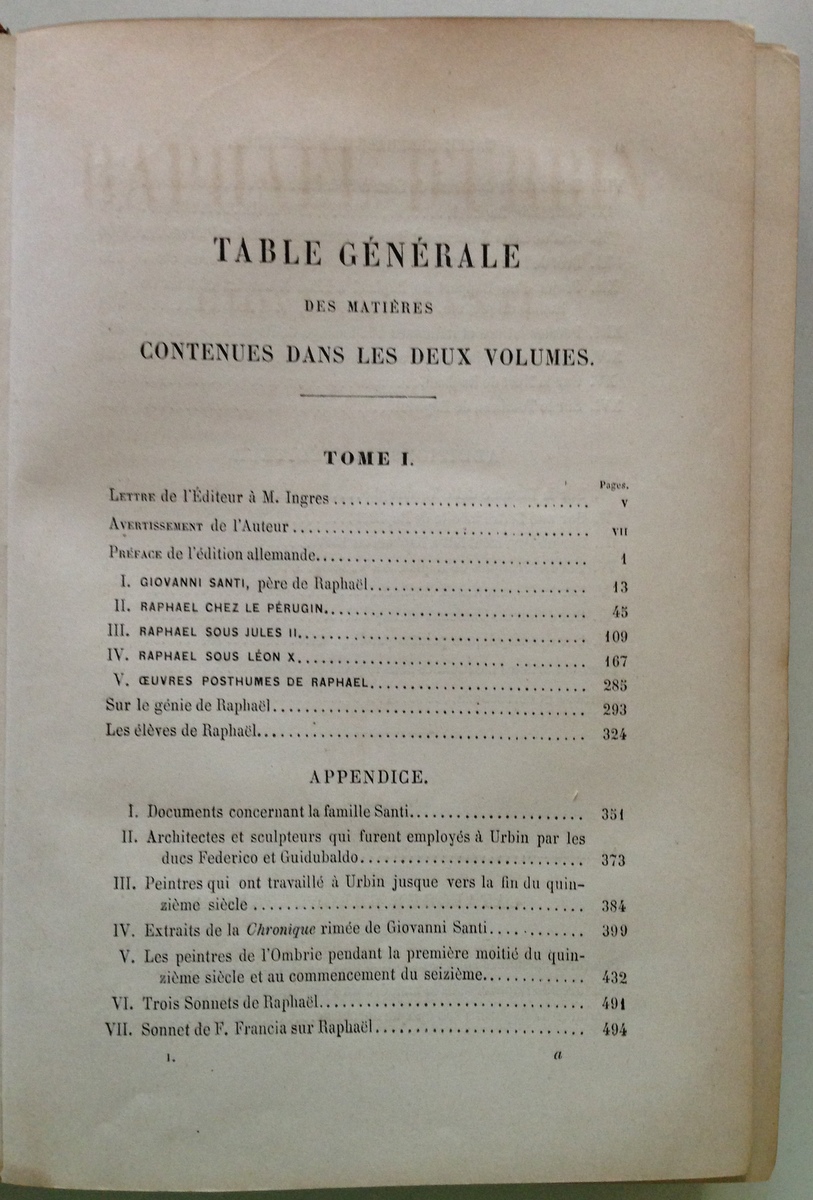 TABLE GÉNÉRALE
DES MATIÈRES
CONTENUES DANS LES DEUX VOLUMES.
TOME I.
Pages.
LETTRE de l'Éditeur à M. Ingres .................... ........ v
AVERTISSEMENT de l'Auteur .................................. VII
PRÉFACE de l'édition allemande.............................. 1
I. GIOVANNI SANTI, père de Raphaël.......................... 13
II. RAPHAEL CHEZ LE PÉRUGIN................................. 45
III. RAPHAEL SOUS JULES II.................................. 109
IV. RAPHAEL SOUS LÉON X......................... ........... 167
V. ŒUVRES POSTHUMES DE RAPHAEL.............................. 285
Sur le génie de Raphaël..................................... 293
Les élèves de Raphaël....................................... 324
APPENDICE.
I. Documents concernant la famille Santi...................... 351
II. Architectes et sculpteurs qui furent employés à Urbin par les
ducs Federico et Guidubaldo........................... 373
III. Peintres qui ont travaillé à Urbin jusque vers la fin du quin-
zième siècle ........................................ 384
IV. Extraits de la Chronique rimée de Giovanni Santi............ 399
V. Les peintres de l'Ombrie pendant la première moitié du quin-
zième siècle et au commencement du seizième............ 432
VI. Trois Sonnets de Raphaël................................ 491
VII. Sonnet de F. Francia sur Raphaël......................... 494
I. a